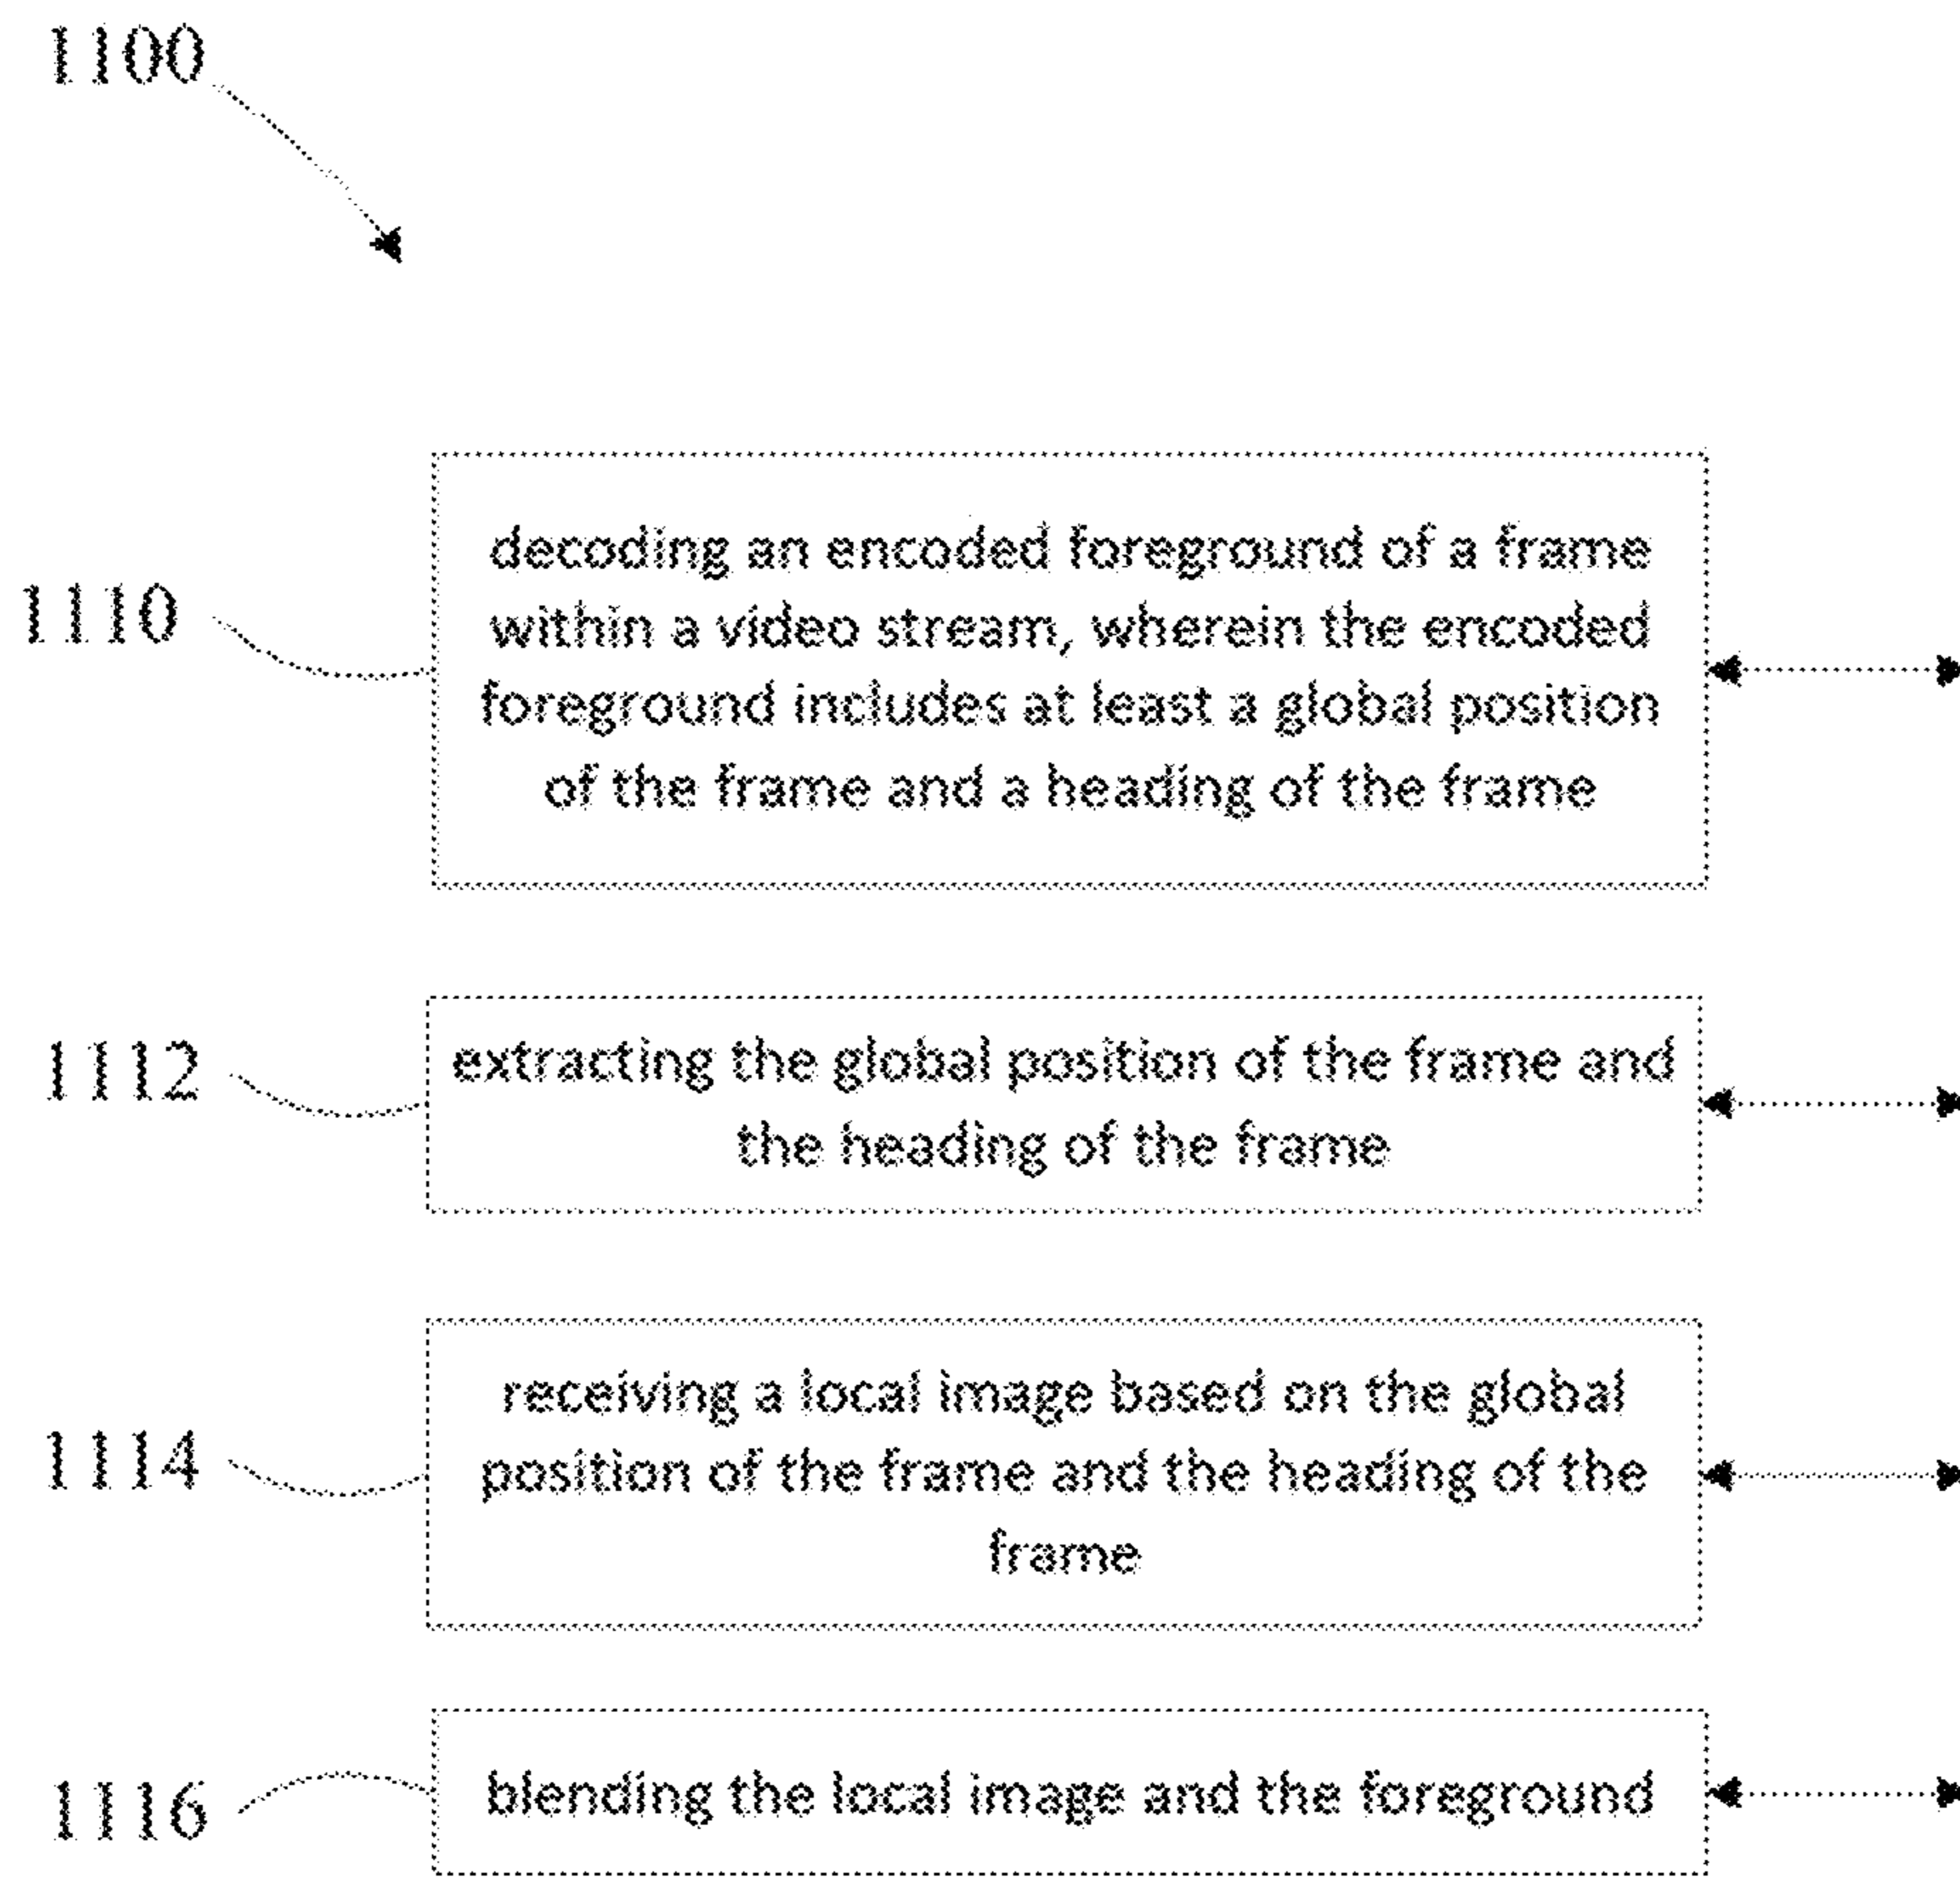 1100
1110
decoding an encoded foreground of a frame
within a video stream, wherein the encoded
foreground includes at least a global position
of the frame and a heading of the frame
1112
extracting the global position of the frame and
the heading of the frame
1114
receiving a local image based on the global
position of the frame and the heading of the
frame
1116
blending the local image and the foreground